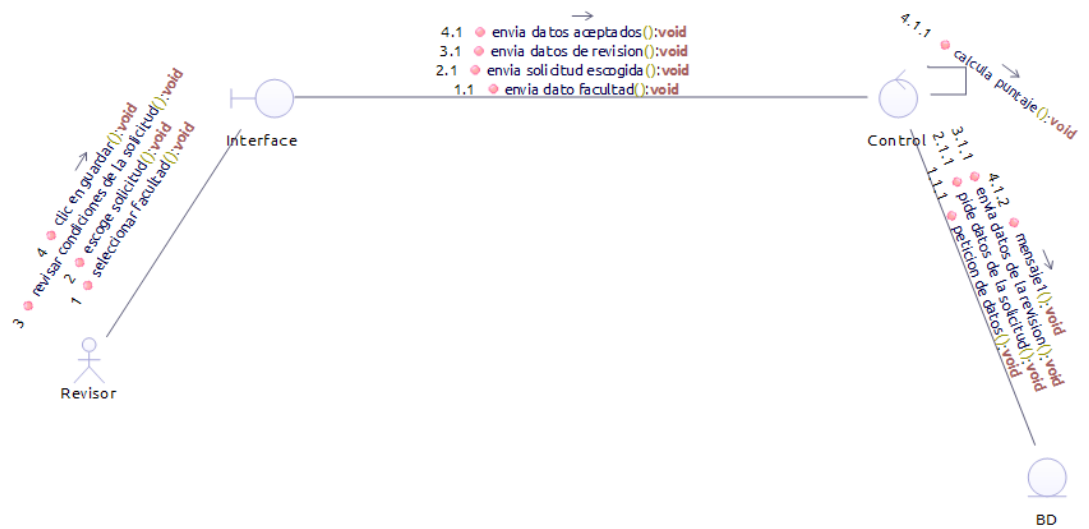 4.1 envia datos aceptados():void
3.1 envia datos de revision():void
2.1 envia solicitud escogida():void
1.1 envia dato facultad():void
4.1.1 calcula puntaje():void
Interface
Control
4 clic en guardar():void
3 revisar condiciones de la solicitud():void
2 escoge solicitud():void
1 seleccionar facultad():void
4.1.2 mensaje1():void
3.1.1 envia datos de la revision():void
2.1.1 pide datos de la solicitud():void
1.1.1 peticion de datos():void
Revisor
BD